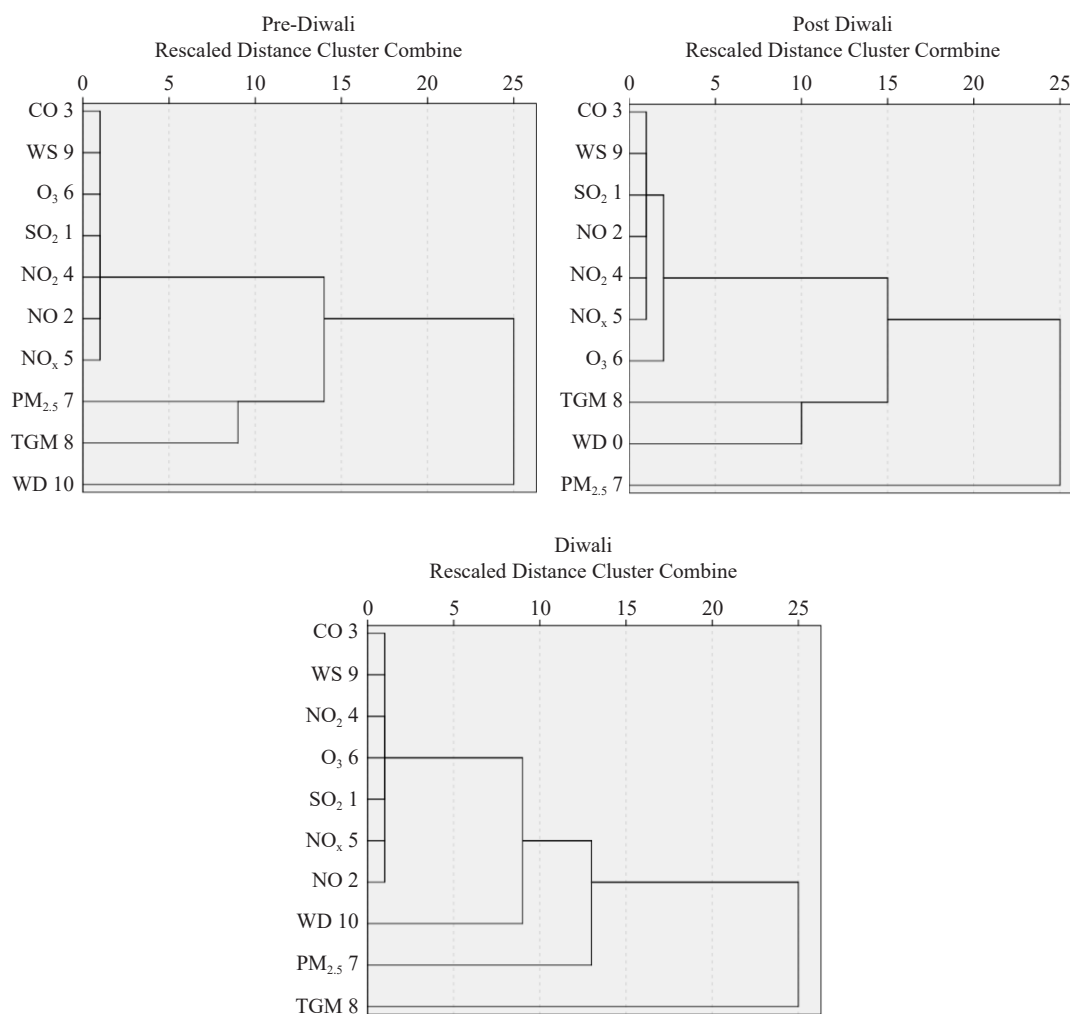 Pre-Diwali
Rescaled Distance Cluster Combine
0 5 10 15 20 25
CO 3
WS 9
O₃ 6
SO₂ 1
NO₂ 4
NO 2
NOₓ 5
PM₂.₅ 7
TGM 8
WD 10
Post Diwali
Rescaled Distance Cluster Cormbine
0 5 10 15 20 25
CO 3
WS 9
SO₂ 1
NO 2
NO₂ 4
NOₓ 5
O₃ 6
TGM 8
WD 0
PM₂.₅ 7
Diwali
Rescaled Distance Cluster Combine
0 5 10 15 20 25
CO 3
WS 9
NO₂ 4
O₃ 6
SO₂ 1
NOₓ 5
NO 2
WD 10
PM₂.₅ 7
TGM 8